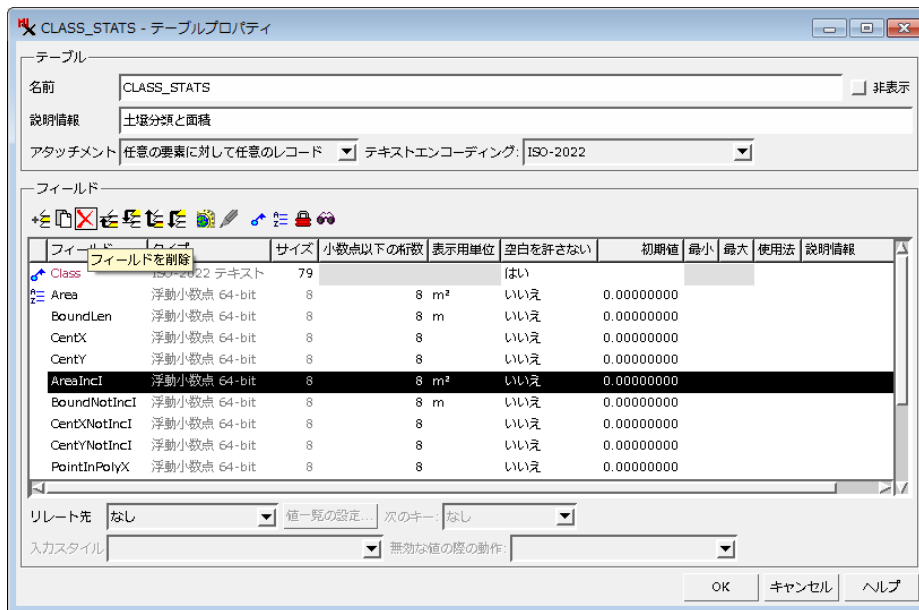 CLASS_STATS - テーブルプロパティ
テーブル
名前 CLASS_STATS 非表示
説明情報 土壌分類と面積
アタッチメント 任意の要素に対して任意のレコード テキストエンコーディング: ISO-2022
フィールド
フィールド タイプ サイズ 小数点以下の桁数 表示用単位 空白を許さない 初期値 最小 最大 使用法 説明情報
フィールドを削除
Class ISO-2022 テキスト 79 はい
Area 浮動小数点 64-bit 8 8 m² いいえ 0.00000000
BoundLen 浮動小数点 64-bit 8 8 m いいえ 0.00000000
CentX 浮動小数点 64-bit 8 8 いいえ 0.00000000
CentY 浮動小数点 64-bit 8 8 いいえ 0.00000000
AreaIncI 浮動小数点 64-bit 8 8 m² いいえ 0.00000000
BoundNotIncI 浮動小数点 64-bit 8 8 m いいえ 0.00000000
CentXNotIncI 浮動小数点 64-bit 8 8 いいえ 0.00000000
CentYNotIncI 浮動小数点 64-bit 8 8 いいえ 0.00000000
PointInPolyX 浮動小数点 64-bit 8 8 いいえ 0.00000000
リレート先 なし 値一覧の設定... 次のキー: なし
入力スタイル 無効な値の際の動作:
OK キャンセル ヘルプ